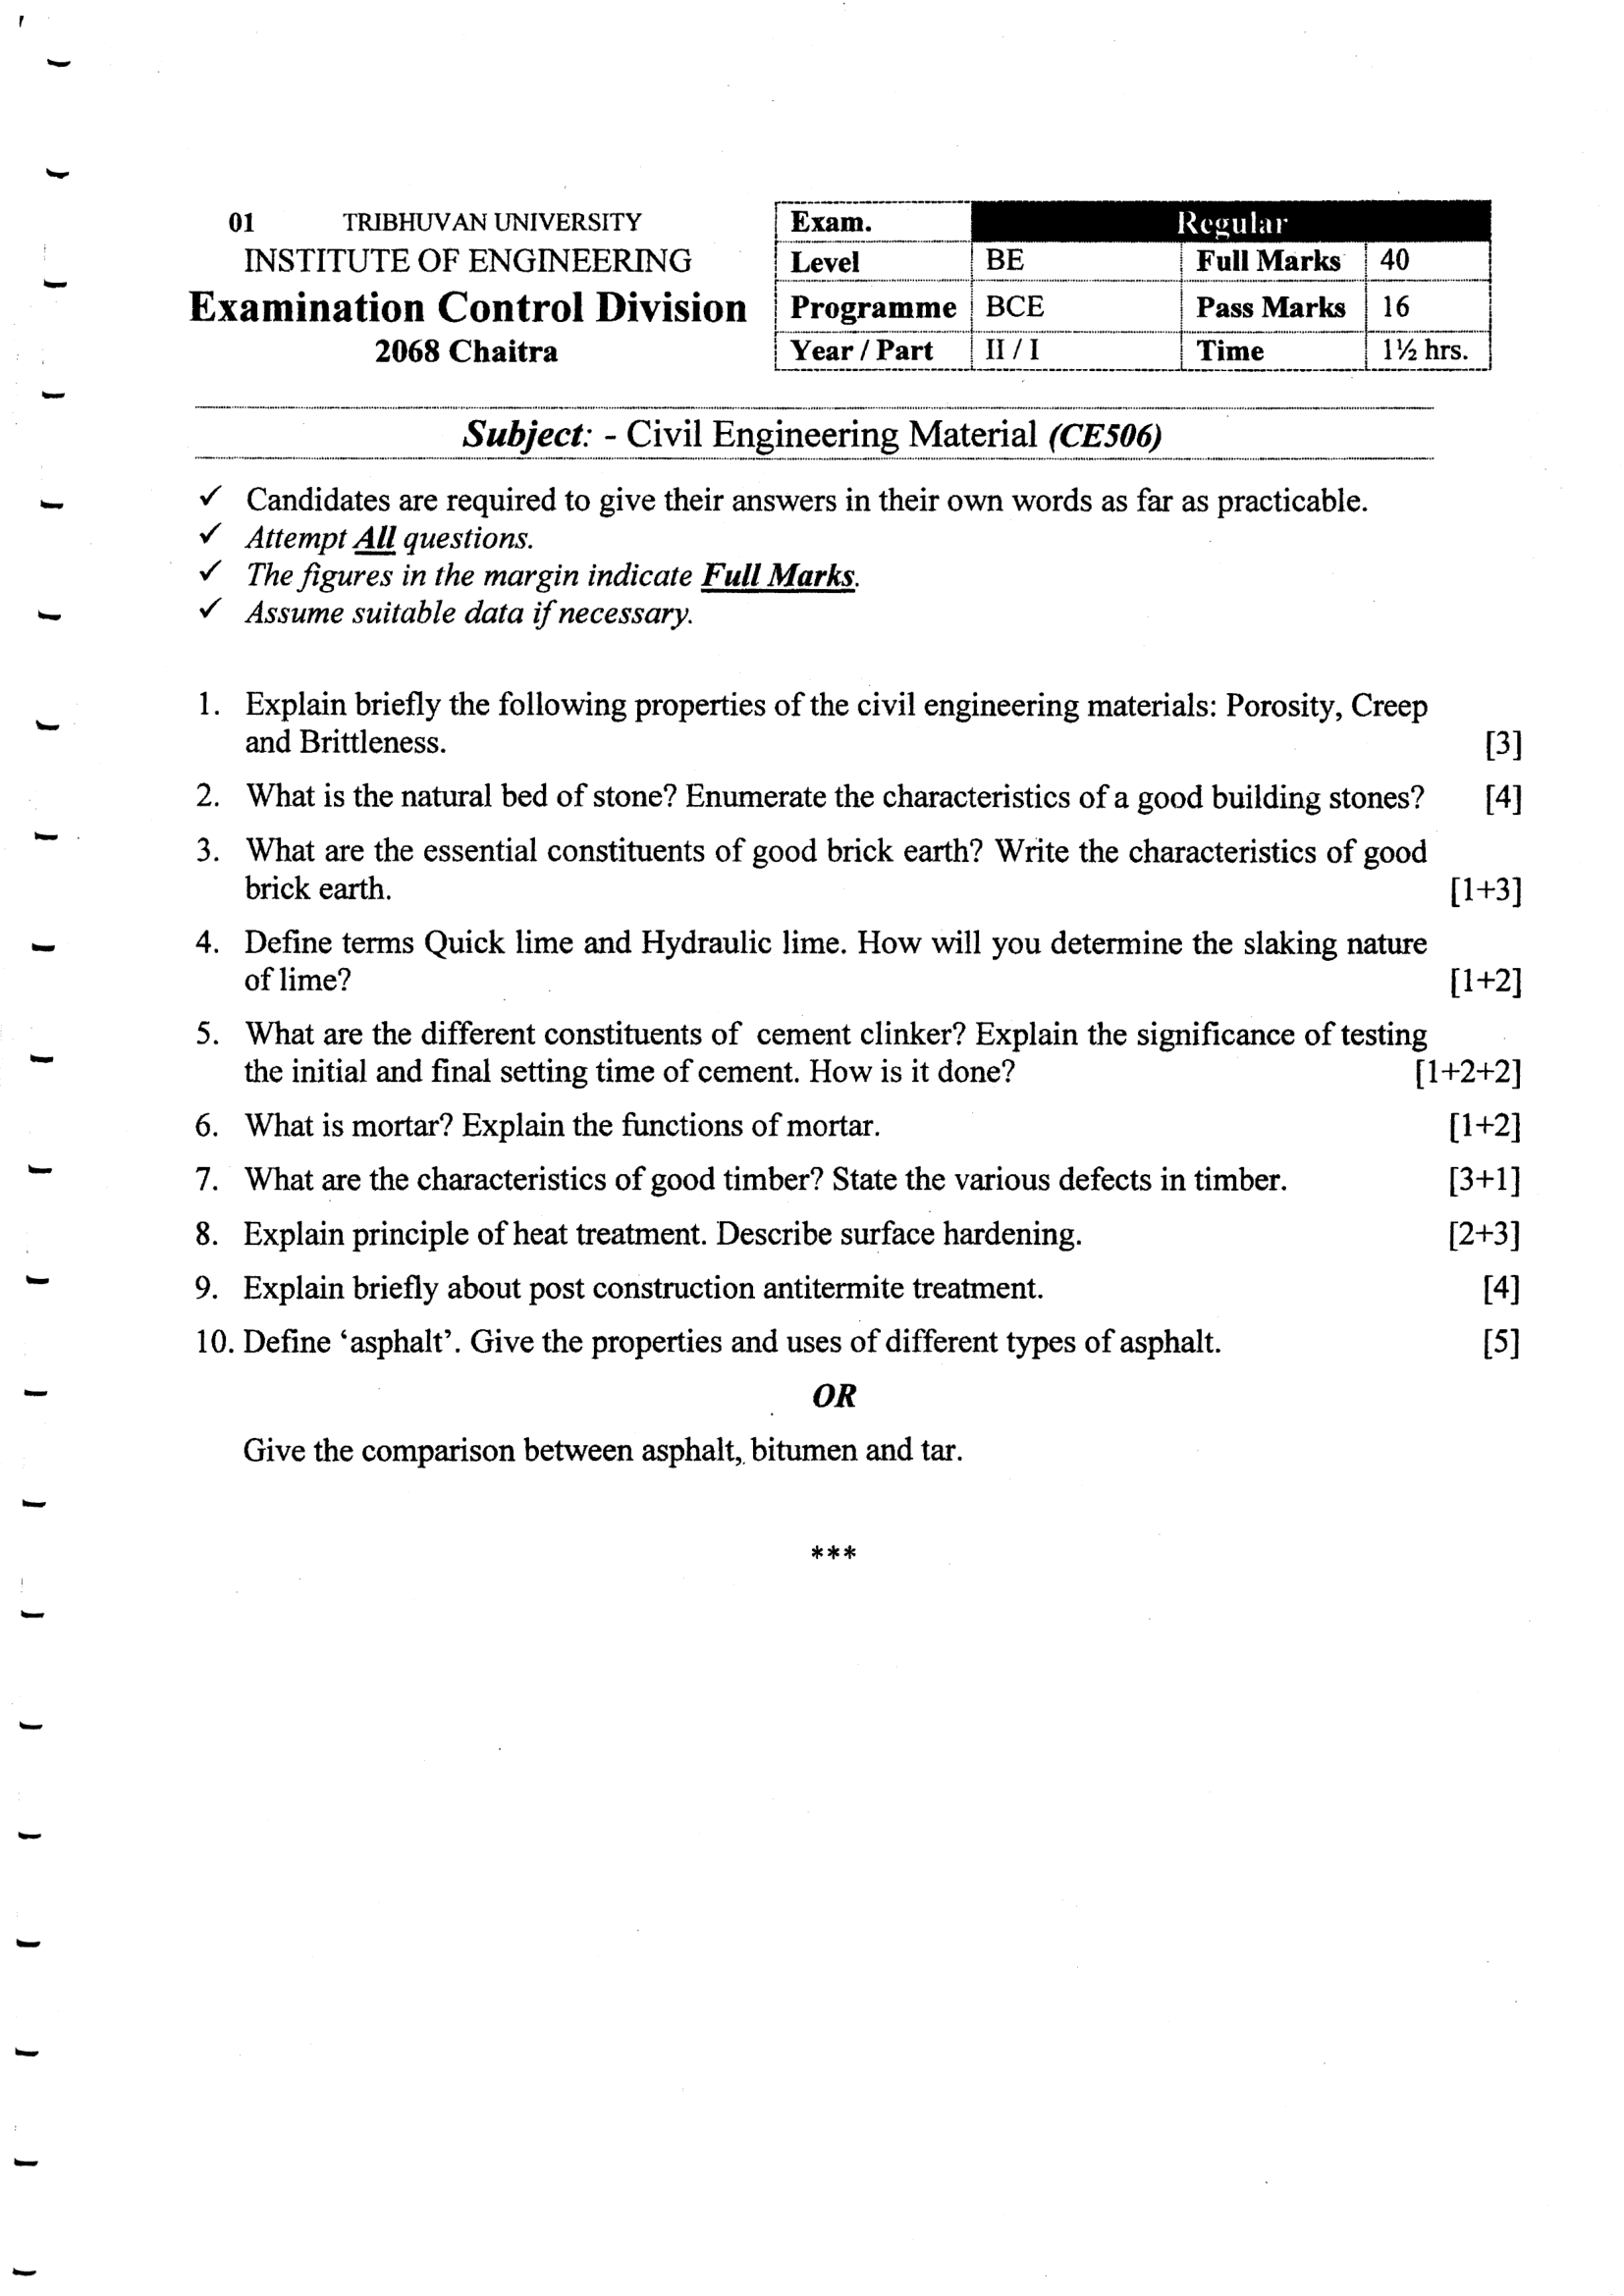 01 TRIBHUVAN UNIVERSITY
INSTITUTE OF ENGINEERING
Examination Control Division
2068 Chaitra
Exam. Regular
Level BE Full Marks 40
Programme BCE Pass Marks 16
Year / Part II / I Time 1½ hrs.
Subject: - Civil Engineering Material (CE506)
✓ Candidates are required to give their answers in their own words as far as practicable.
✓ Attempt All questions.
✓ The figures in the margin indicate Full Marks.
✓ Assume suitable data if necessary.
1. Explain briefly the following properties of the civil engineering materials: Porosity, Creep
and Brittleness. [3]
2. What is the natural bed of stone? Enumerate the characteristics of a good building stones? [4]
3. What are the essential constituents of good brick earth? Write the characteristics of good
brick earth. [1+3]
4. Define terms Quick lime and Hydraulic lime. How will you determine the slaking nature
of lime? [1+2]
5. What are the different constituents of cement clinker? Explain the significance of testing
the initial and final setting time of cement. How is it done? [1+2+2]
6. What is mortar? Explain the functions of mortar. [1+2]
7. What are the characteristics of good timber? State the various defects in timber. [3+1]
8. Explain principle of heat treatment. Describe surface hardening. [2+3]
9. Explain briefly about post construction antitermite treatment. [4]
10. Define ‘asphalt’. Give the properties and uses of different types of asphalt. [5]
OR
Give the comparison between asphalt, bitumen and tar.
***